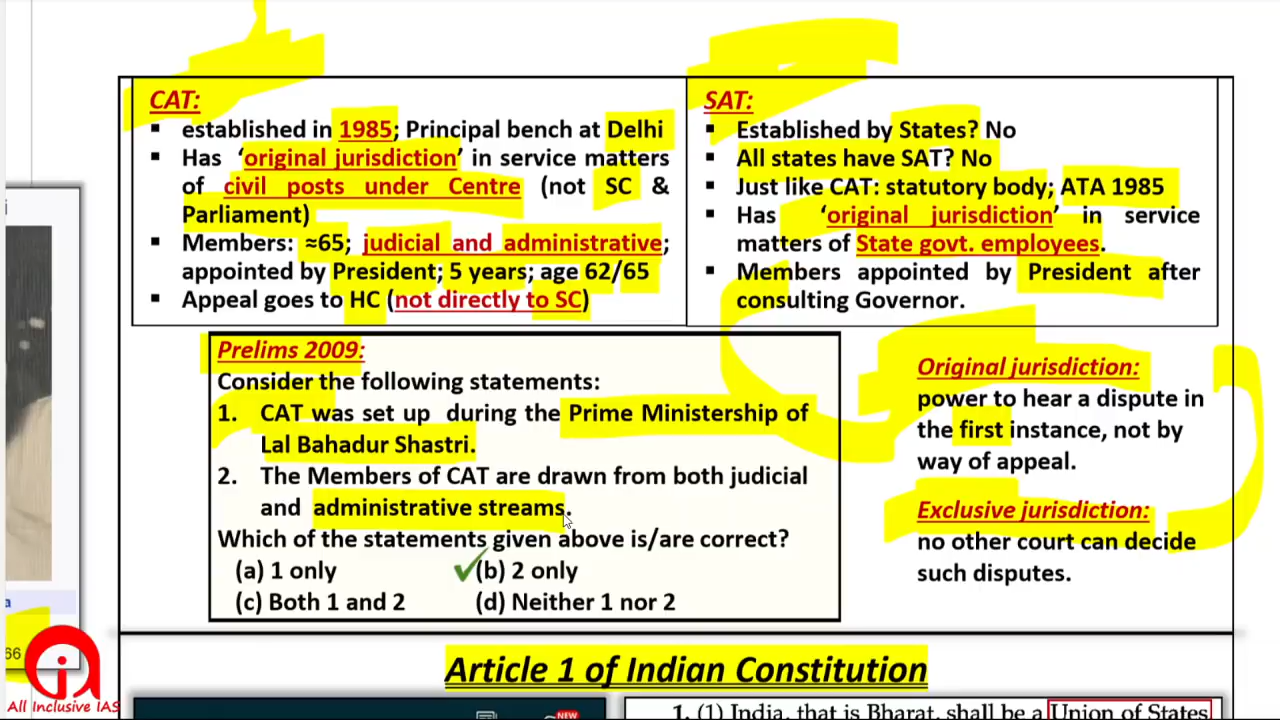 CAT:
▪ established in 1985; Principal bench at Delhi
▪ Has ‘original jurisdiction’ in service matters
of civil posts under Centre (not SC &
Parliament)
▪ Members: ≈65; judicial and administrative;
appointed by President; 5 years; age 62/65
▪ Appeal goes to HC (not directly to SC)
SAT:
▪ Established by States? No
▪ All states have SAT? No
▪ Just like CAT: statutory body; ATA 1985
▪ Has ‘original jurisdiction’ in service
matters of State govt. employees.
▪ Members appointed by President after
consulting Governor.
Prelims 2009:
Consider the following statements:
1. CAT was set up during the Prime Ministership of
Lal Bahadur Shastri.
2. The Members of CAT are drawn from both judicial
and administrative streams.
Which of the statements given above is/are correct?
(a) 1 only (b) 2 only
(c) Both 1 and 2 (d) Neither 1 nor 2
Original jurisdiction:
power to hear a dispute in
the first instance, not by
way of appeal.
Exclusive jurisdiction:
no other court can decide
such disputes.
66
All Inclusive IAS
Article 1 of Indian Constitution
NEW
1. (1) India, that is Bharat, shall be a Union of States